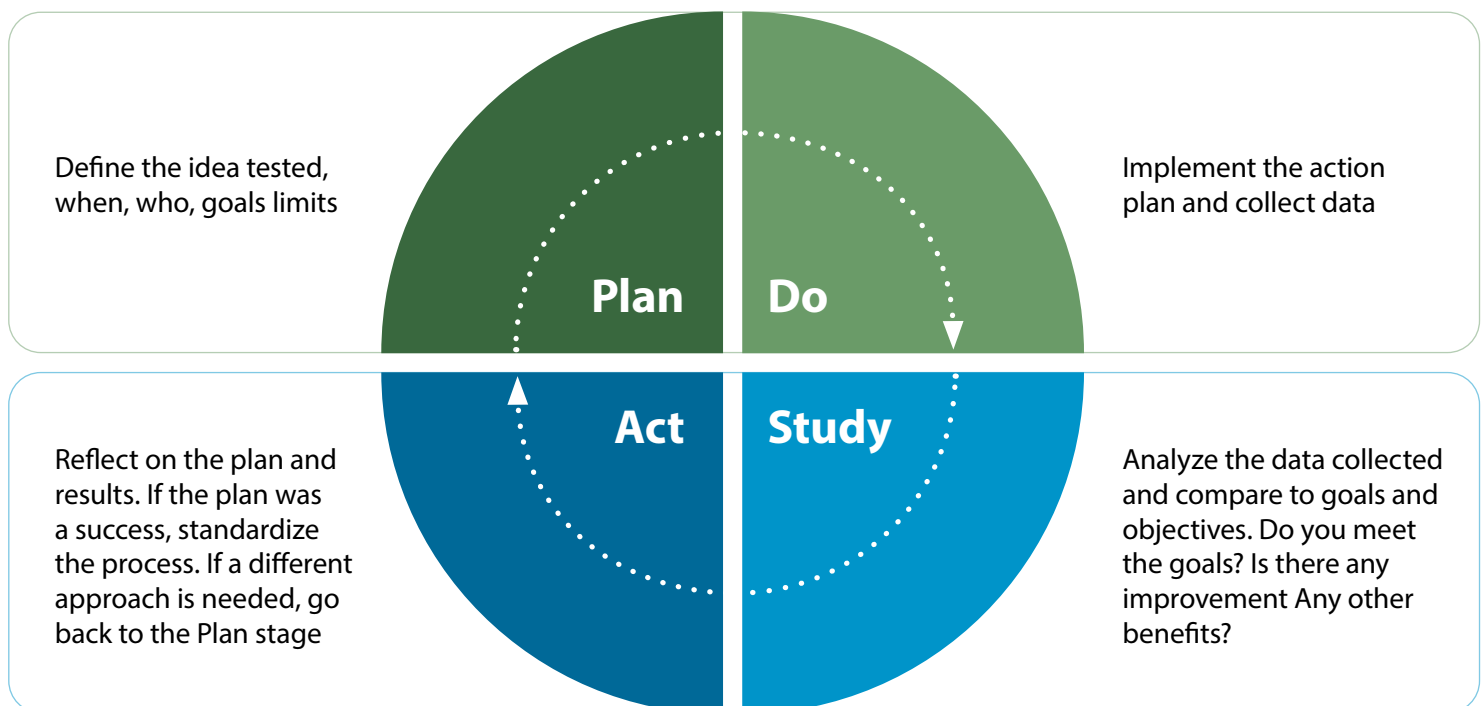 Define the idea tested,
when, who, goals limits
Plan
Do
Implement the action
plan and collect data
Reflect on the plan and
results. If the plan was
a success, standardize
the process. If a different
approach is needed, go
back to the Plan stage
Act
Study
Analyze the data collected
and compare to goals and
objectives. Do you meet
the goals? Is there any
improvement Any other
benefits?